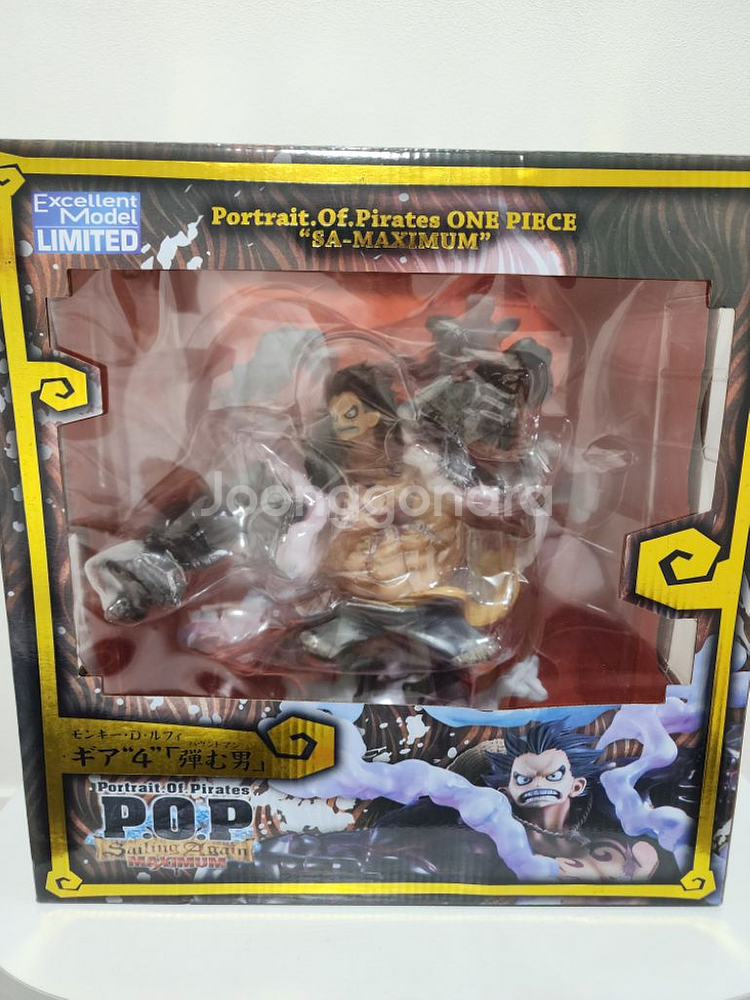 Excellent
Model
LIMITED
Portrait.Of.Pirates ONE PIECE
“SA-MAXIMUM”
Joonggonara
モンキー・D・ルフィ
バウンドマン
ギア“4”「弾む男」
Portrait.Of.Pirates
P.O.P
Sailing Again
MAXIMUM